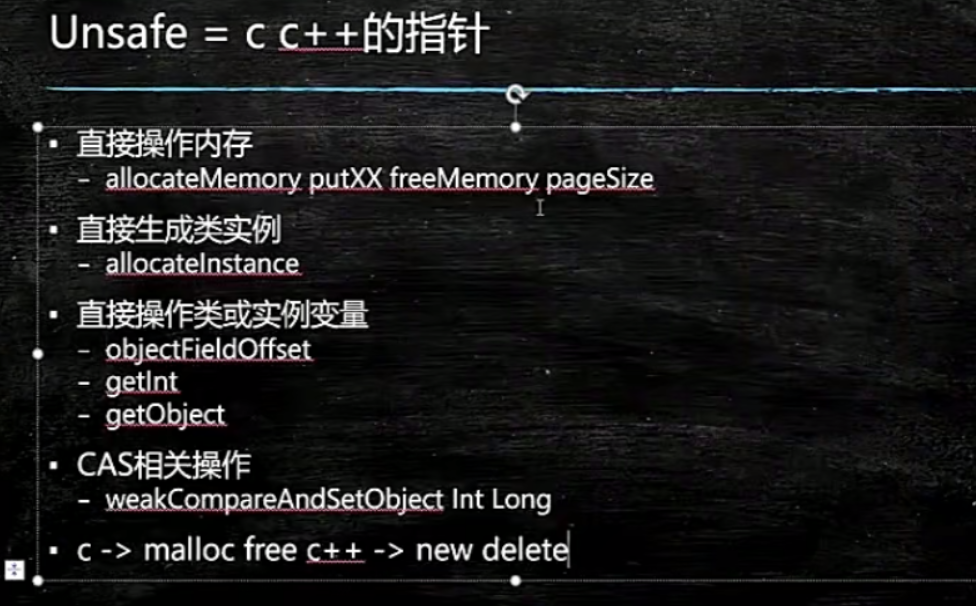 Unsafe = c c++的指针
▪ 直接操作内存
– allocateMemory putXX freeMemory pageSize
▪ 直接生成类实例
– allocateInstance
▪ 直接操作类或实例变量
– objectFieldOffset
– getInt
– getObject
▪ CAS相关操作
– weakCompareAndSetObject Int Long
▪ c -> malloc free c++ -> new delete